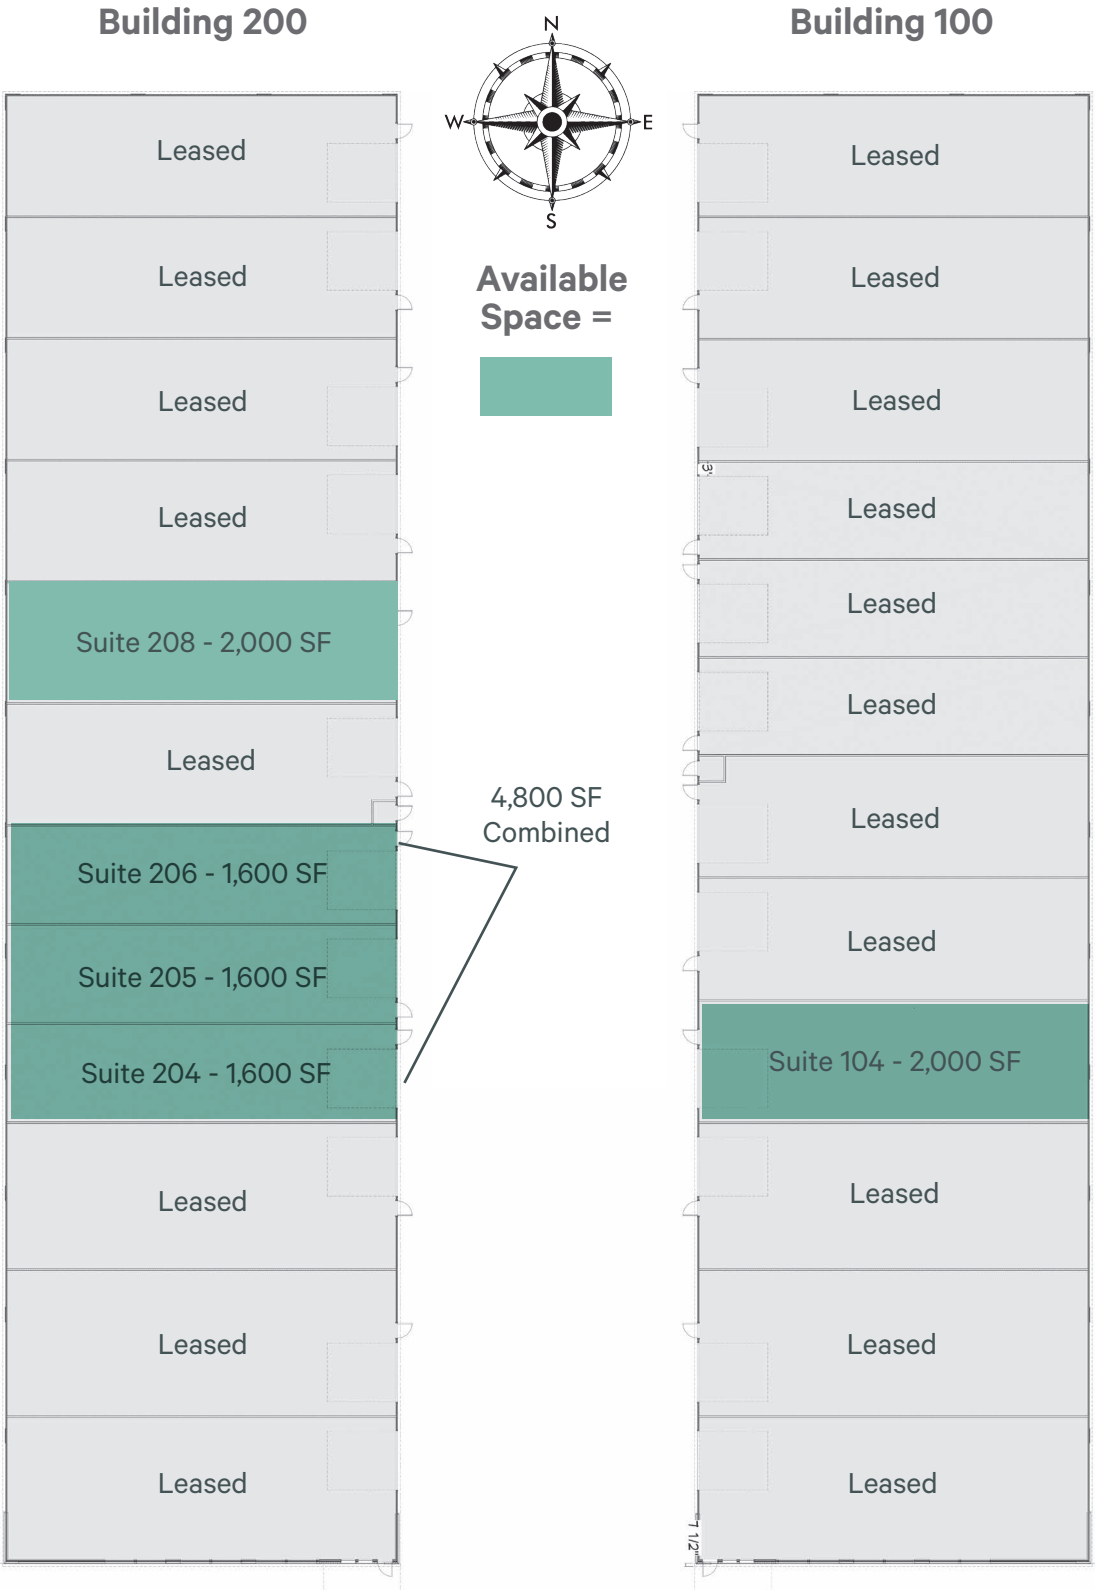 Building 200
Building 100
N
W
E
S
Available
Space =
Leased
Leased
Leased
Leased
Suite 208 - 2,000 SF
Leased
Suite 206 - 1,600 SF
Suite 205 - 1,600 SF
Suite 204 - 1,600 SF
Leased
Leased
Leased
4,800 SF
Combined
Leased
Leased
Leased
3'
Leased
Leased
Leased
Leased
Leased
Suite 104 - 2,000 SF
Leased
Leased
Leased
7 1/2"